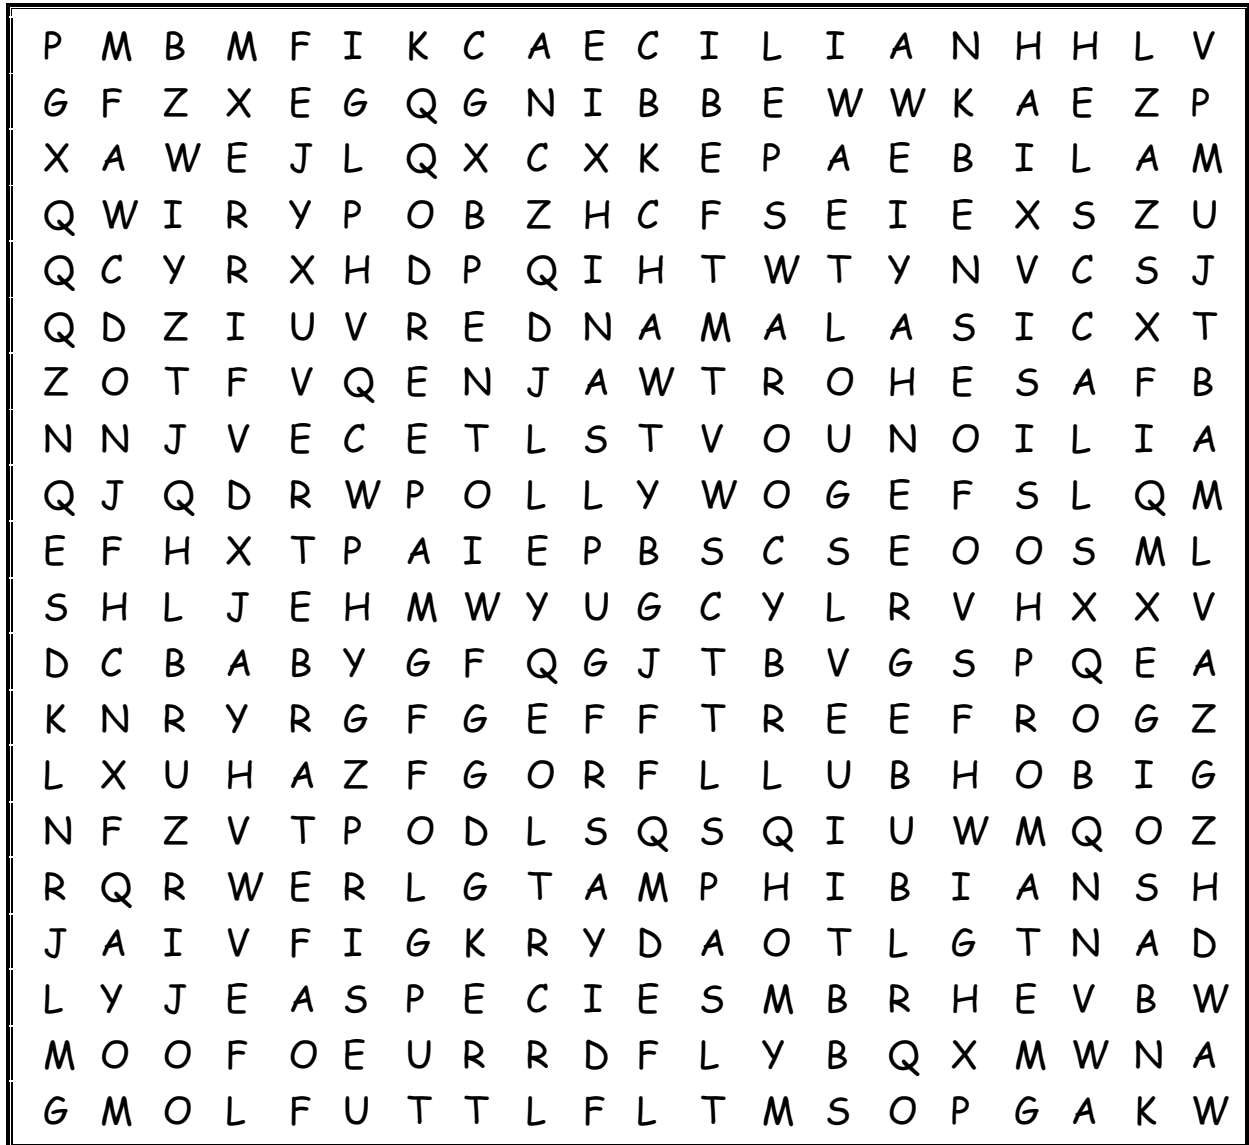 P M B M F I K C A E C I L I A N H H L V
G F Z X E G Q G N I B B E W W K A E Z P
X A W E J L Q X C X K E P A E B I L A M
Q W I R Y P O B Z H C F S E I E X S Z U
Q C Y R X H D P Q I H T W T Y N V C S J
Q D Z I U V R E D N A M A L A S I C X T
Z O T F V Q E N J A W T R O H E S A F B
N N J V E C E T L S T V O U N O I L I A
Q J Q D R W P O L L Y W O G E F S L Q M
E F H X T P A I E P B S C S E O O S M L
S H L J E H M W Y U G C Y L R V H X X V
D C B A B Y G F Q G J T B V G S P Q E A
K N R Y R G F G E F F T R E E F R O G Z
L X U H A Z F G O R F L L U B H O B I G
N F Z V T P O D L S Q S Q I U W M Q O Z
R Q R W E R L G T A M P H I B I A N S H
J A I V F I G K R Y D A O T L G T N A D
L Y J E A S P E C I E S M B R H E V B W
M O O F O E U R R D F L Y B Q X M W N A
G M O L F U T T L F L T M S O P G A K W